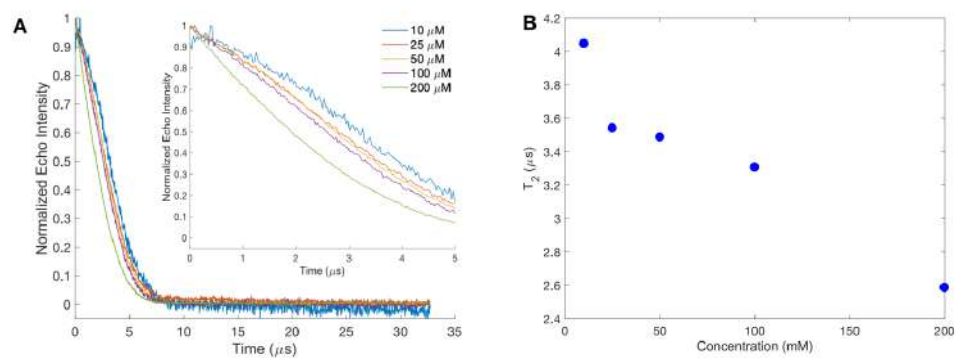 A
Normalized Echo Intensity
1
0.9
0.8
0.7
0.6
0.5
0.4
0.3
0.2
0.1
0
0 5 10 15 20 25 30 35
Time (μs)
Normalized Echo Intensity
1
0.9
0.8
0.7
0.6
0.5
0.4
0.3
0.2
0.1
0
0 1 2 3 4 5
Time (μs)
10 μM
25 μM
50 μM
100 μM
200 μM
B
T2 (μs)
4.2
4
3.8
3.6
3.4
3.2
3
2.8
2.6
2.4
0 50 100 150 200
Concentration (mM)